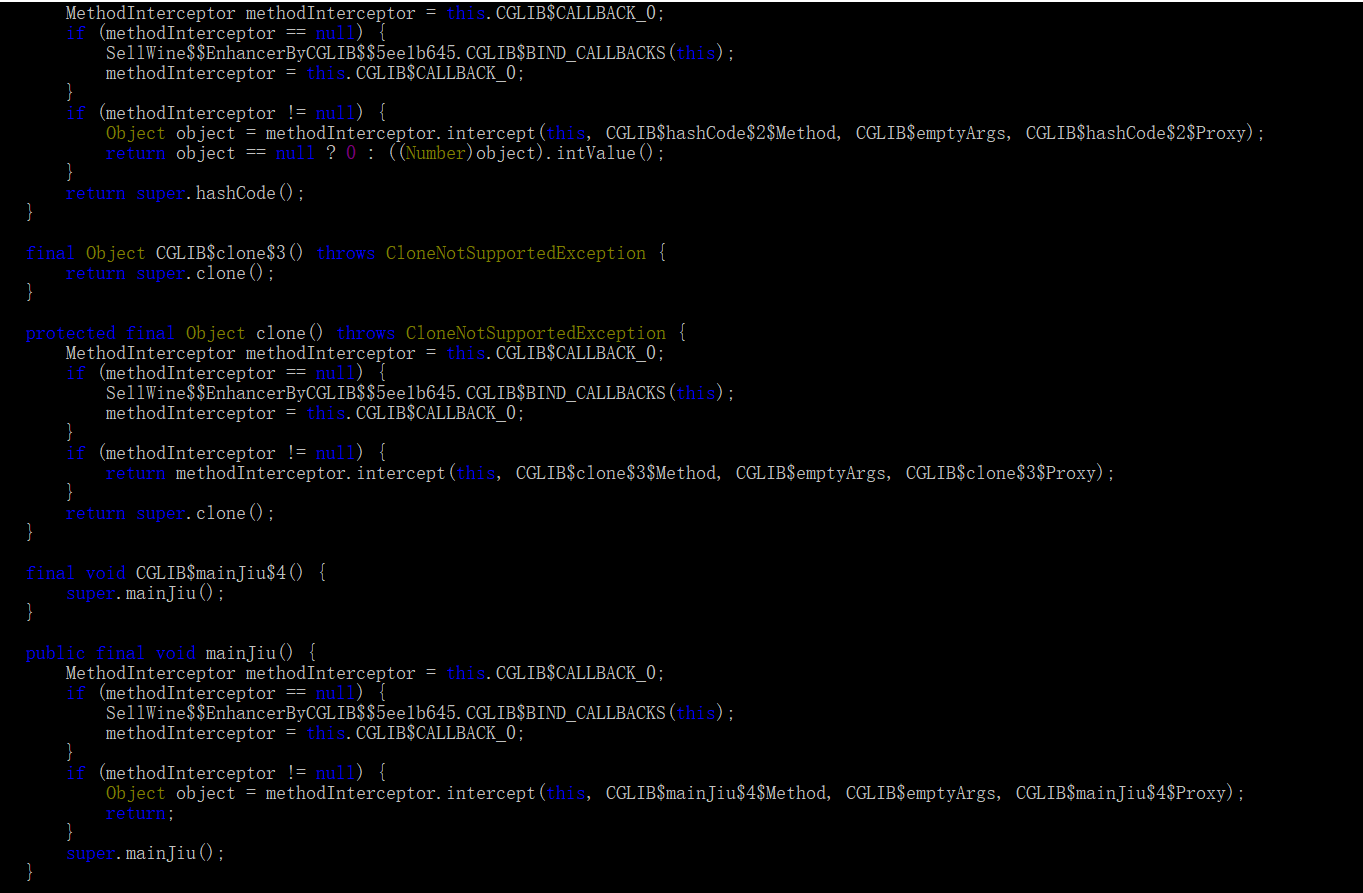 MethodInterceptor methodInterceptor = this.CGLIB$CALLBACK_0;
if (methodInterceptor == null) {
SellWine$$EnhancerByCGLIB$$5ee1b645.CGLIB$BIND_CALLBACKS(this);
methodInterceptor = this.CGLIB$CALLBACK_0;
}
if (methodInterceptor != null) {
Object object = methodInterceptor.intercept(this, CGLIB$hashCode$2$Method, CGLIB$emptyArgs, CGLIB$hashCode$2$Proxy);
return object == null ? 0 : ((Number)object).intValue();
}
return super.hashCode();
}
final Object CGLIB$clone$3() throws CloneNotSupportedException {
return super.clone();
}
protected final Object clone() throws CloneNotSupportedException {
MethodInterceptor methodInterceptor = this.CGLIB$CALLBACK_0;
if (methodInterceptor == null) {
SellWine$$EnhancerByCGLIB$$5ee1b645.CGLIB$BIND_CALLBACKS(this);
methodInterceptor = this.CGLIB$CALLBACK_0;
}
if (methodInterceptor != null) {
return methodInterceptor.intercept(this, CGLIB$clone$3$Method, CGLIB$emptyArgs, CGLIB$clone$3$Proxy);
}
return super.clone();
}
final void CGLIB$mainJiu$4() {
super.mainJiu();
}
public final void mainJiu() {
MethodInterceptor methodInterceptor = this.CGLIB$CALLBACK_0;
if (methodInterceptor == null) {
SellWine$$EnhancerByCGLIB$$5ee1b645.CGLIB$BIND_CALLBACKS(this);
methodInterceptor = this.CGLIB$CALLBACK_0;
}
if (methodInterceptor != null) {
Object object = methodInterceptor.intercept(this, CGLIB$mainJiu$4$Method, CGLIB$emptyArgs, CGLIB$mainJiu$4$Proxy);
return;
}
super.mainJiu();
}